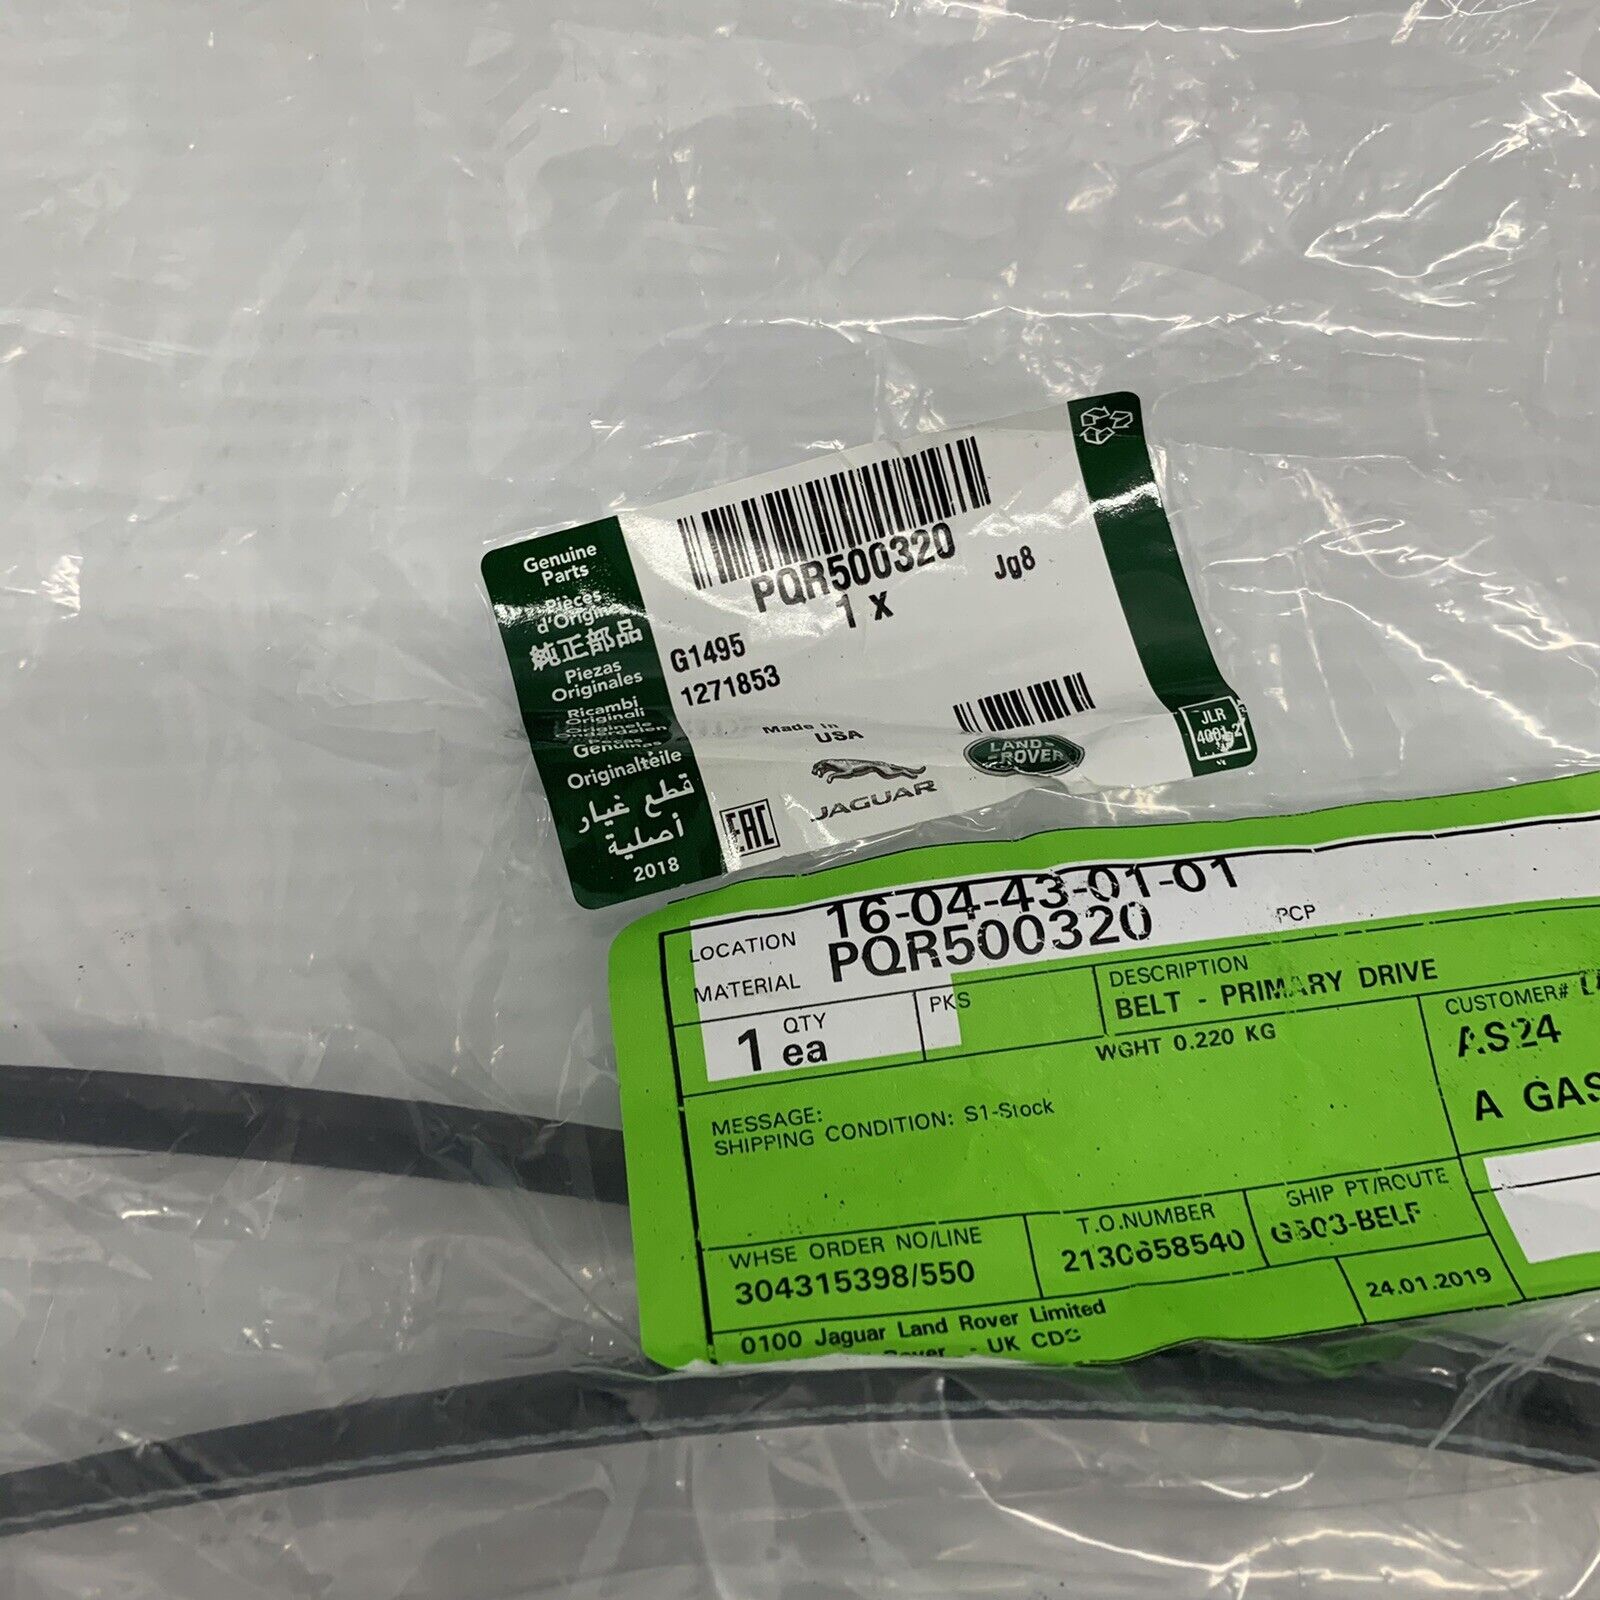 Genuine
Parts
Pièces
d'Origine
純正部品
Piezas
Originales
Ricambi
Originali
Originalteile
قطع غيار
أصلية
2018
PQR500320
1 x
Jg8
G1495
1271853
Made in
USA
JAGUAR
LAND
ROVER
EAC
JLR
LOCATION 16-04-43-01-01
MATERIAL PQR500320
PCP
QTY
1 ea
PKS
DESCRIPTION
BELT - PRIMARY DRIVE
WGHT 0.220 KG
CUSTOMER#
AS24
A GAS
MESSAGE:
SHIPPING CONDITION: S1-Stock
WHSE ORDER NO/LINE
304315398/550
T.O.NUMBER
2130658540
SHIP PT/ROUTE
24.01.2019
0100 Jaguar Land Rover Limited
Rover - UK CDC